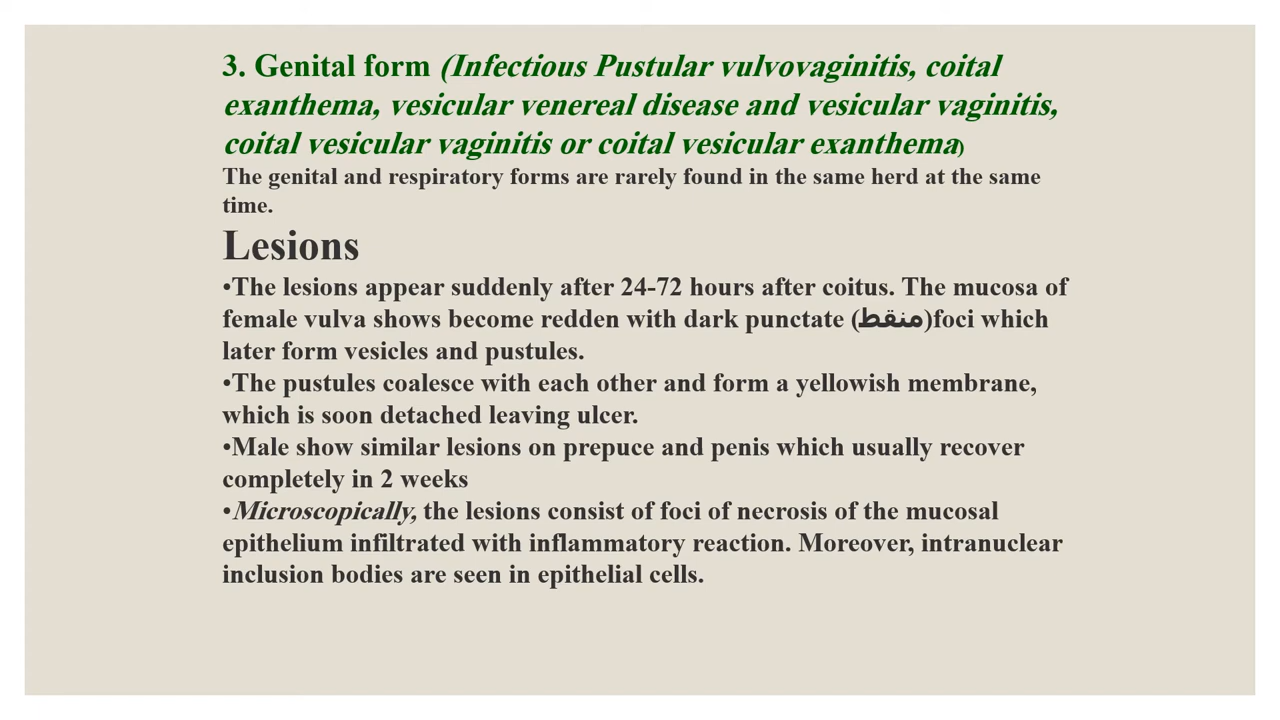 3. Genital form (Infectious Pustular vulvovaginitis, coital
exanthema, vesicular venereal disease and vesicular vaginitis,
coital vesicular vaginitis or coital vesicular exanthema)
The genital and respiratory forms are rarely found in the same herd at the same
time.
Lesions
•The lesions appear suddenly after 24-72 hours after coitus. The mucosa of
female vulva shows become redden with dark punctate (منقط)foci which
later form vesicles and pustules.
•The pustules coalesce with each other and form a yellowish membrane,
which is soon detached leaving ulcer.
•Male show similar lesions on prepuce and penis which usually recover
completely in 2 weeks
•Microscopically, the lesions consist of foci of necrosis of the mucosal
epithelium infiltrated with inflammatory reaction. Moreover, intranuclear
inclusion bodies are seen in epithelial cells.